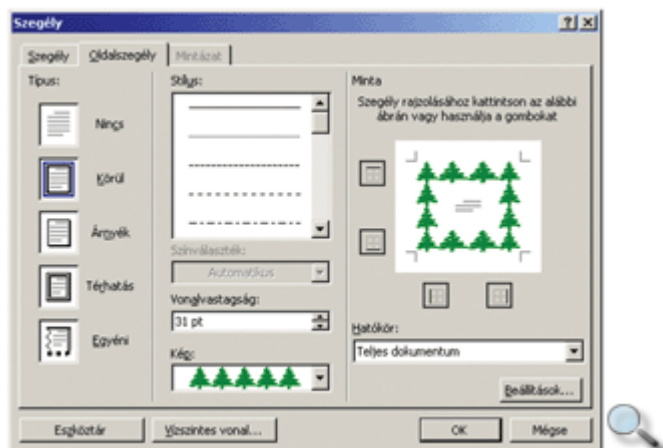 Szegély
Szegély Oldalszegély Mintázat
Típus:
Nincs
Körül
Árnyék
Térhatás
Egyéni
Stílus:
Színválaszték:
Automatikus
Vonalvastagság:
31 pt
Kép:
Minta
Szegély rajzolásához kattintson az alábbi
ábrán vagy használja a gombokat
Hatókör:
Teljes dokumentum
Beállítások...
Eszköztár Vízszintes vonal... OK Mégse